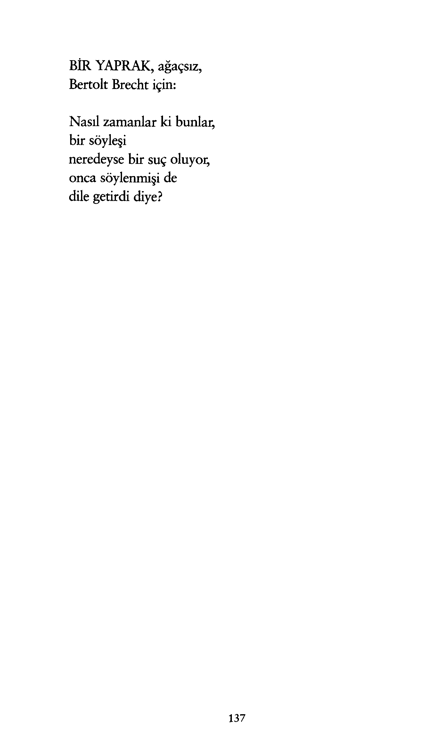 BİR YAPRAK, ağaçsız,
Bertolt Brecht için:
Nasıl zamanlar ki bunlar,
bir söyleşi
neredeyse bir suç oluyor,
onca söylenmişi de
dile getirdi diye?
137